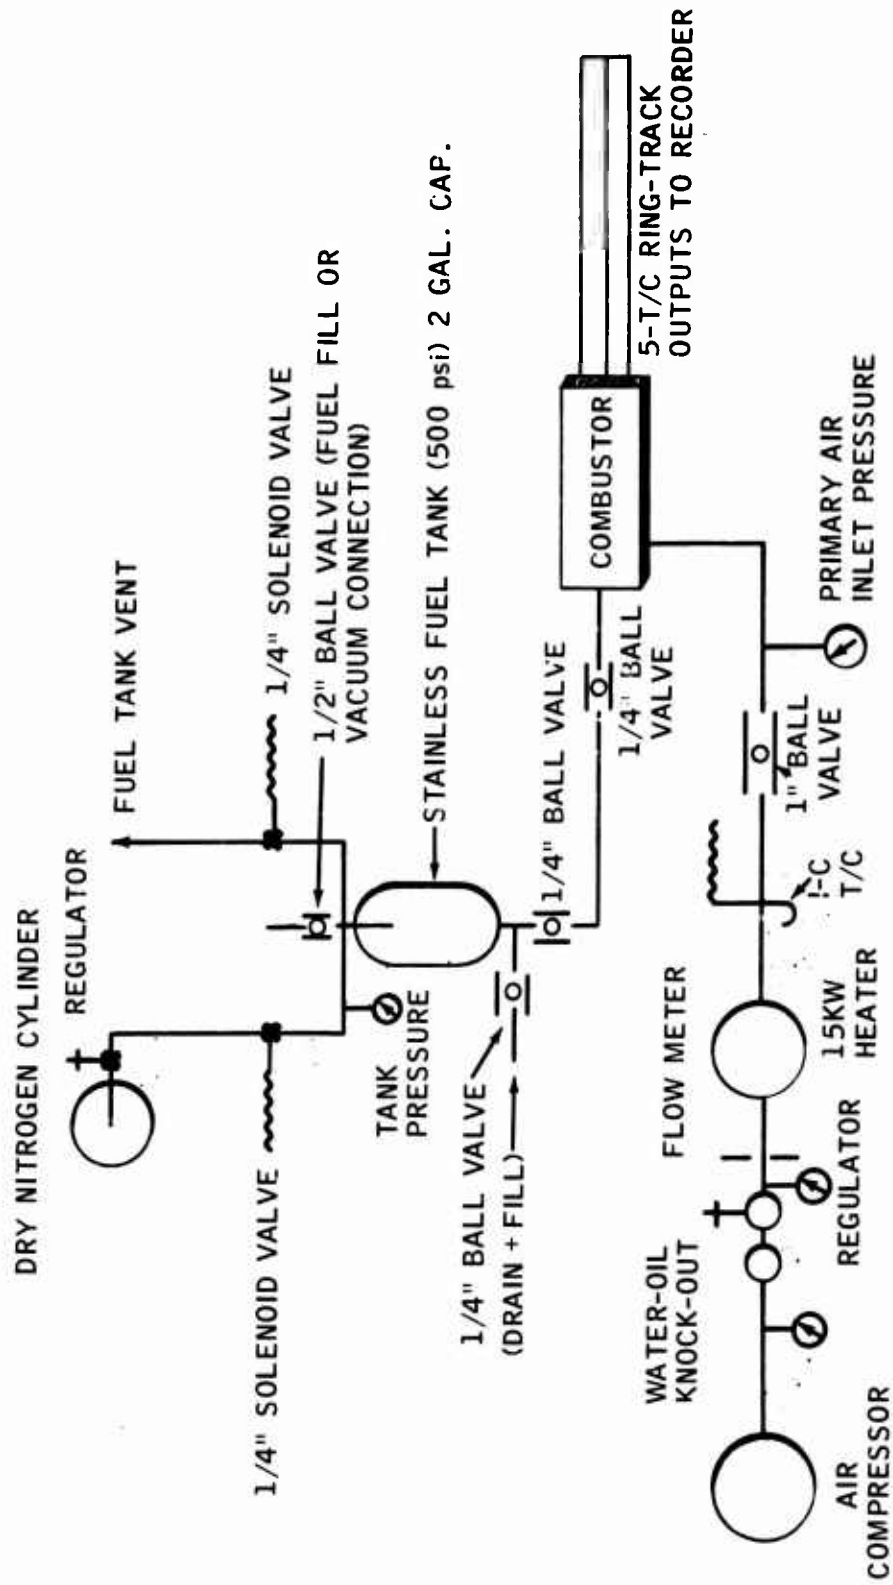 DRY NITROGEN CYLINDER
REGULATOR
FUEL TANK VENT
1/4" SOLENOID VALVE
1/4" SOLENOID VALVE
1/2" BALL VALVE (FUEL FILL OR
VACUUM CONNECTION)
TANK
PRESSURE
STAINLESS FUEL TANK (500 psi) 2 GAL. CAP.
1/4" BALL VALVE
(DRAIN + FILL)
1/4" BALL VALVE
1/4" BALL
VALVE
COMBUSTOR
5-T/C RING-TRACK
OUTPUTS TO RECORDER
WATER-OIL
KNOCK-OUT
FLOW METER
AIR
COMPRESSOR
REGULATOR
15KW
HEATER
T/C
1" BALL
VALVE
PRIMARY AIR
INLET PRESSURE